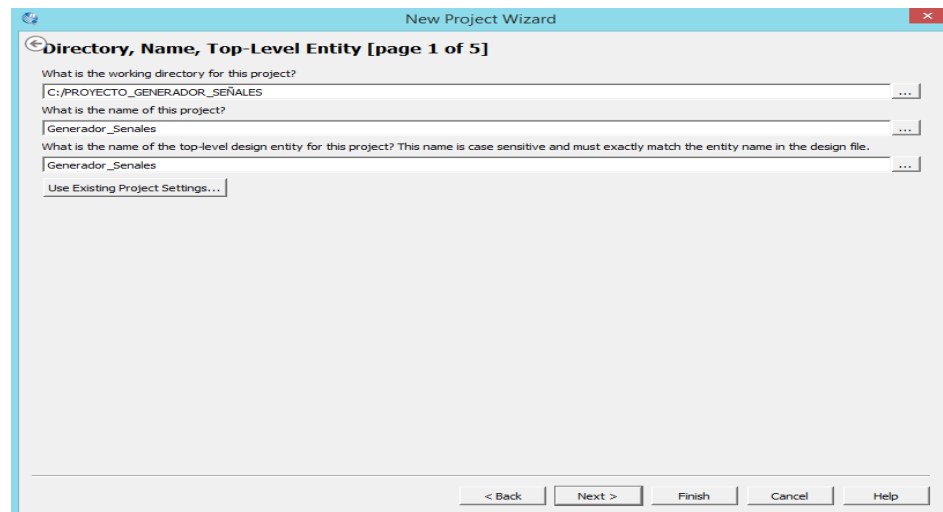 New Project Wizard
Directory, Name, Top-Level Entity [page 1 of 5]
What is the working directory for this project?
C:/PROYECTO_GENERADOR_SEÑALES
...
What is the name of this project?
Generador_Senales
...
What is the name of the top-level design entity for this project? This name is case sensitive and must exactly match the entity name in the design file.
Generador_Senales
...
Use Existing Project Settings...
< Back Next > Finish Cancel Help